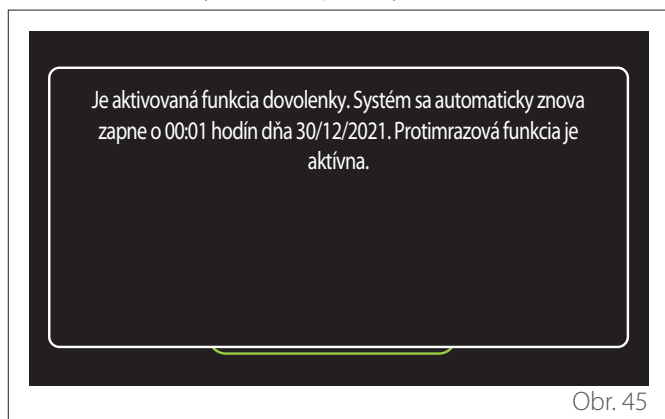 Je aktivovaná funkcia dovolenky. Systém sa automaticky znova
zapne o 00:01 hodín dňa 30/12/2021. Protimrazová funkcia je
aktívna.
Obr. 45